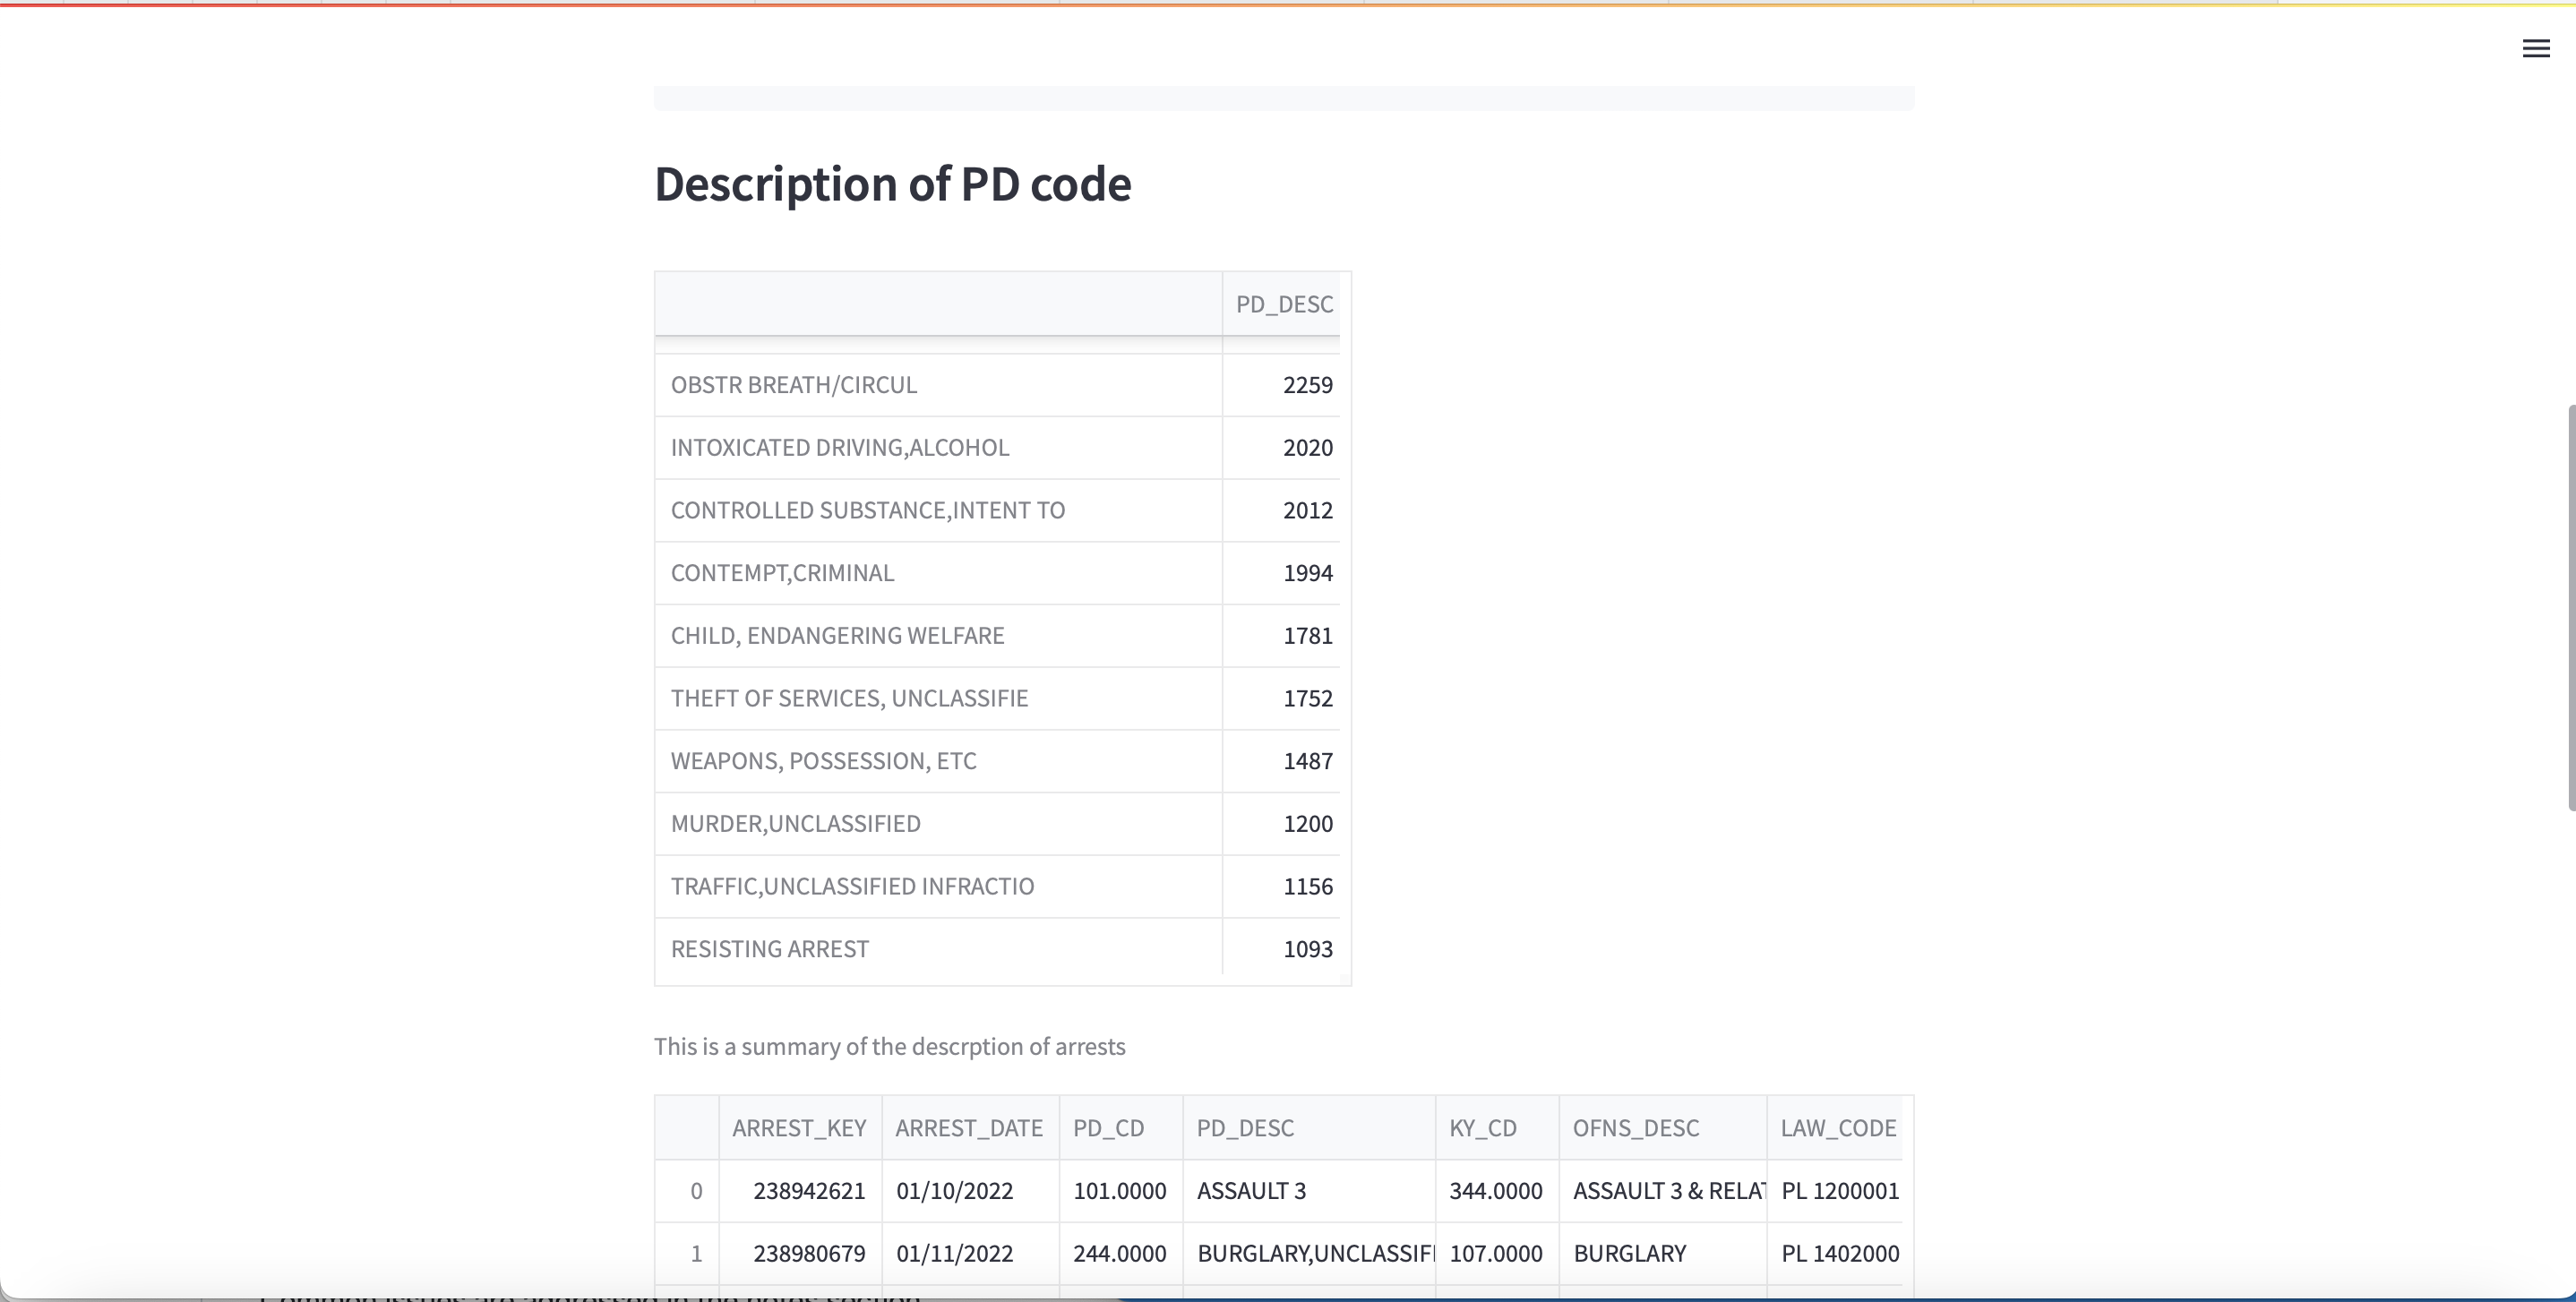 Description of PD code
PD_DESC
OBSTR BREATH/CIRCUL 2259
INTOXICATED DRIVING,ALCOHOL 2020
CONTROLLED SUBSTANCE,INTENT TO 2012
CONTEMPT,CRIMINAL 1994
CHILD, ENDANGERING WELFARE 1781
THEFT OF SERVICES, UNCLASSIFIE 1752
WEAPONS, POSSESSION, ETC 1487
MURDER,UNCLASSIFIED 1200
TRAFFIC,UNCLASSIFIED INFRACTIO 1156
RESISTING ARREST 1093
This is a summary of the descrption of arrests
ARREST_KEY ARREST_DATE PD_CD PD_DESC KY_CD OFNS_DESC LAW_CODE
0 238942621 01/10/2022 101.0000 ASSAULT 3 344.0000 ASSAULT 3 & RELAT PL 1200001
1 238980679 01/11/2022 244.0000 BURGLARY,UNCLASSIFI 107.0000 BURGLARY PL 1402000